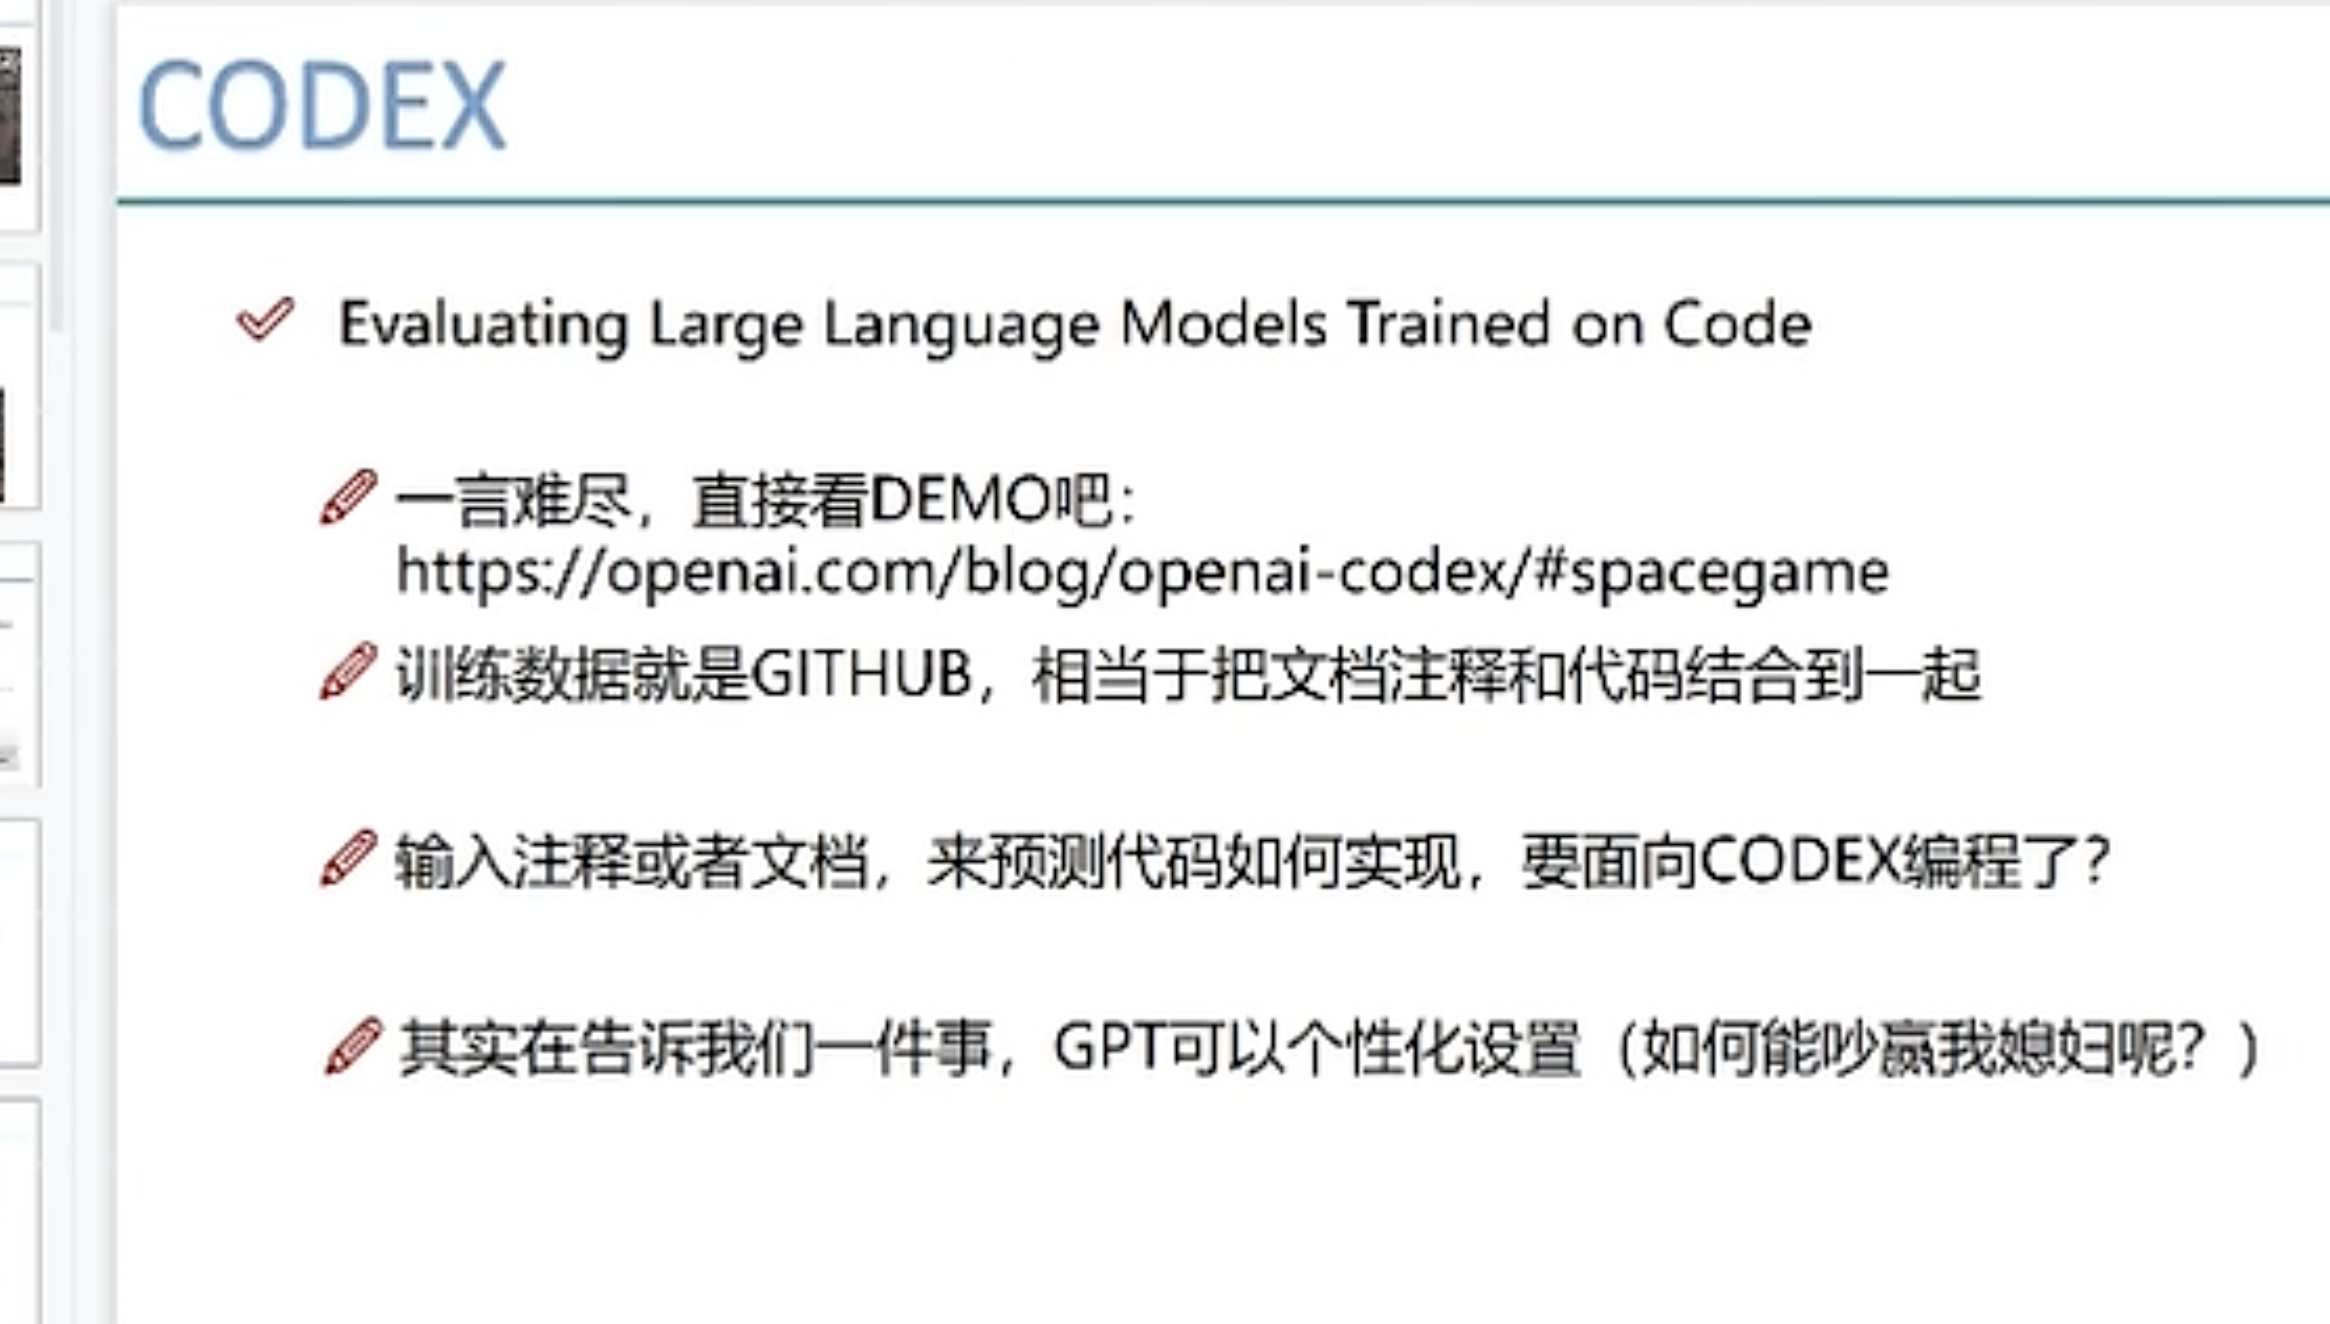 CODEX
Evaluating Large Language Models Trained on Code
一言难尽，直接看DEMO吧：
https://openai.com/blog/openai-codex/#spacegame
训练数据就是GITHUB，相当于把文档注释和代码结合到一起
输入注释或者文档，来预测代码如何实现，要面向CODEX编程了？
其实在告诉我们一件事，GPT可以个性化设置（如何能吵赢我媳妇呢？）